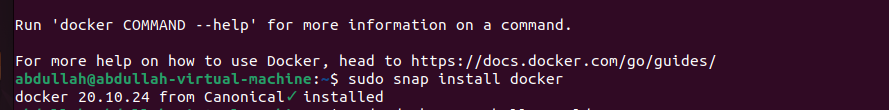 Run 'docker COMMAND --help' for more information on a command.
For more help on how to use Docker, head to https://docs.docker.com/go/guides/
abdullah@abdullah-virtual-machine:~$ sudo snap install docker
docker 20.10.24 from Canonical✓ installed